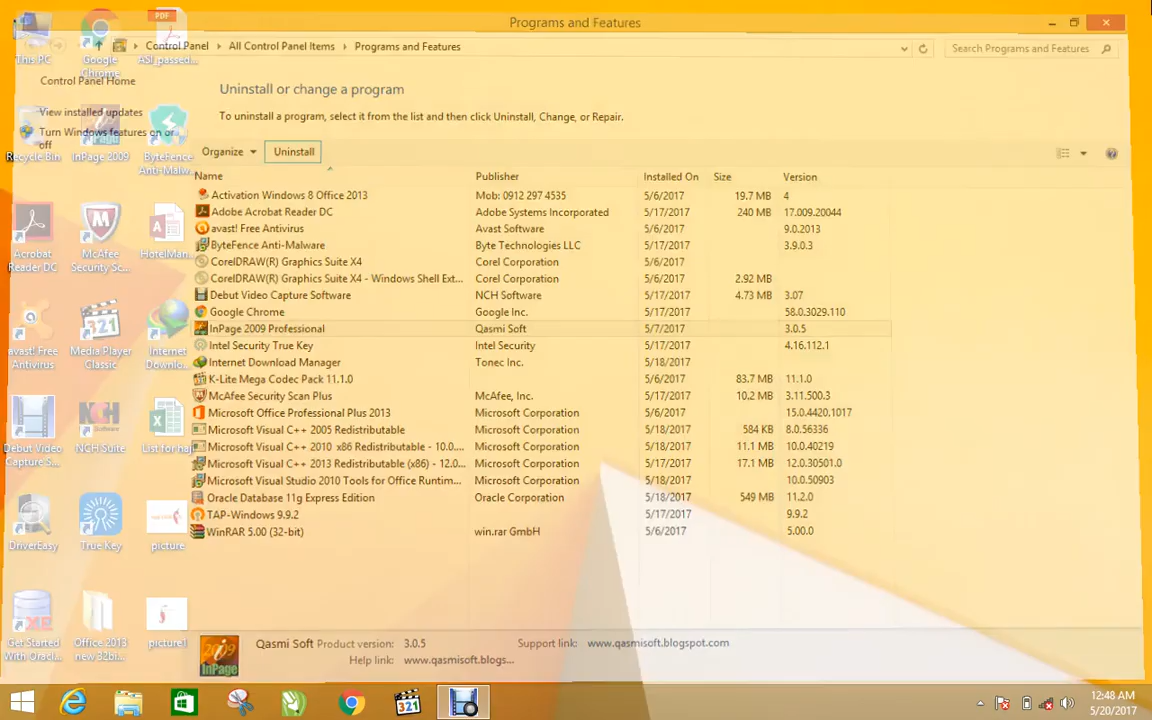 Programs and Features
Control Panel All Control Panel Items Programs and Features
Search Programs and Features
Control Panel Home
View installed updates
Turn Windows features on or off
Uninstall or change a program
To uninstall a program, select it from the list and then click Uninstall, Change, or Repair.
Organize Uninstall
Name Publisher Installed On Size Version
Activation Windows 8 Office 2013 Mob: 0912 297 4535 5/6/2017 19.7 MB 4
Adobe Acrobat Reader DC Adobe Systems Incorporated 5/17/2017 240 MB 17.009.20044
avast! Free Antivirus Avast Software 5/6/2017 9.0.2013
ByteFence Anti-Malware Byte Technologies LLC 5/17/2017 3.9.0.3
CorelDRAW(R) Graphics Suite X4 Corel Corporation 5/6/2017
CorelDRAW(R) Graphics Suite X4 - Windows Shell Ext... Corel Corporation 5/6/2017 2.92 MB
Debut Video Capture Software NCH Software 5/17/2017 4.73 MB 3.07
Google Chrome Google Inc. 5/17/2017 58.0.3029.110
InPage 2009 Professional Qasmi Soft 5/7/2017 3.0.5
Intel Security True Key Intel Security 5/17/2017 4.16.112.1
Internet Download Manager Tonec Inc. 5/18/2017
K-Lite Mega Codec Pack 11.1.0 5/6/2017 83.7 MB 11.1.0
McAfee Security Scan Plus McAfee, Inc. 5/17/2017 10.2 MB 3.11.500.3
Microsoft Office Professional Plus 2013 Microsoft Corporation 5/6/2017 15.0.4420.1017
Microsoft Visual C++ 2005 Redistributable Microsoft Corporation 5/18/2017 584 KB 8.0.56336
Microsoft Visual C++ 2010 x86 Redistributable - 10.0.... Microsoft Corporation 5/18/2017 11.1 MB 10.0.40219
Microsoft Visual C++ 2013 Redistributable (x86) - 12.0... Microsoft Corporation 5/17/2017 17.1 MB 12.0.30501.0
Microsoft Visual Studio 2010 Tools for Office Runtim... Microsoft Corporation 5/18/2017 10.0.50903
Oracle Database 11g Express Edition Oracle Corporation 5/18/2017 549 MB 11.2.0
TAP-Windows 9.9.2 5/17/2017 9.9.2
WinRAR 5.00 (32-bit) win.rar GmbH 5/6/2017 5.00.0
Qasmi Soft Product version: 3.0.5 Support link: www.qasmisoft.blogspot.com
Help link: www.qasmisoft.blogs...
2009
InPage
This PC
Google Chrome
PDF
ASI_passed...
Recycle Bin
InPage 2009
ByteFence Anti-Malw...
Acrobat Reader DC
McAfee Security Sc...
HotelMan...
avast! Free Antivirus
321
Media Player Classic
Internet Downlo...
Debut Video Capture S...
NCH
NCH Suite
List for haj
DriverEasy
True Key
picture
Get Started With Oracl...
Office 2013 new 32bi...
picture1
321
12:48 AM
5/20/2017